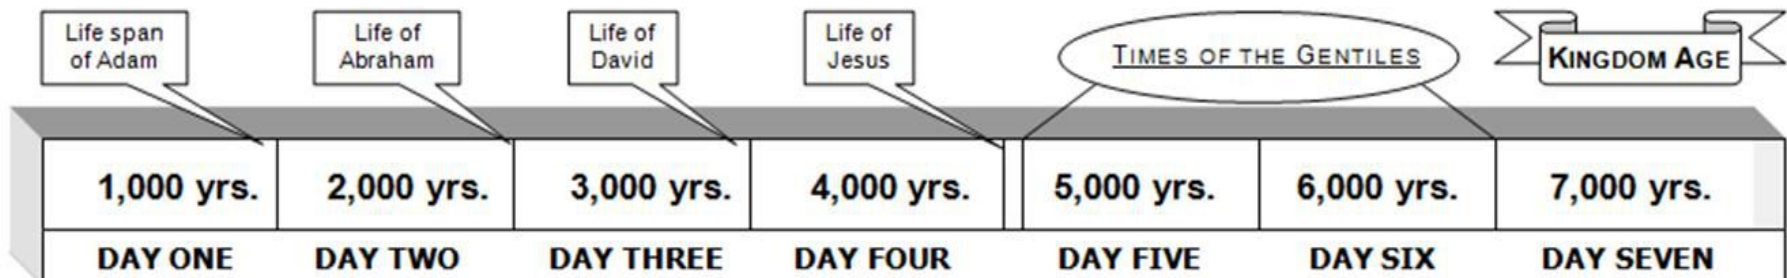 Life span
of Adam
Life of
Abraham
Life of
David
Life of
Jesus
TIMES OF THE GENTILES
KINGDOM AGE
1,000 yrs.
2,000 yrs.
3,000 yrs.
4,000 yrs.
5,000 yrs.
6,000 yrs.
7,000 yrs.
DAY ONE
DAY TWO
DAY THREE
DAY FOUR
DAY FIVE
DAY SIX
DAY SEVEN